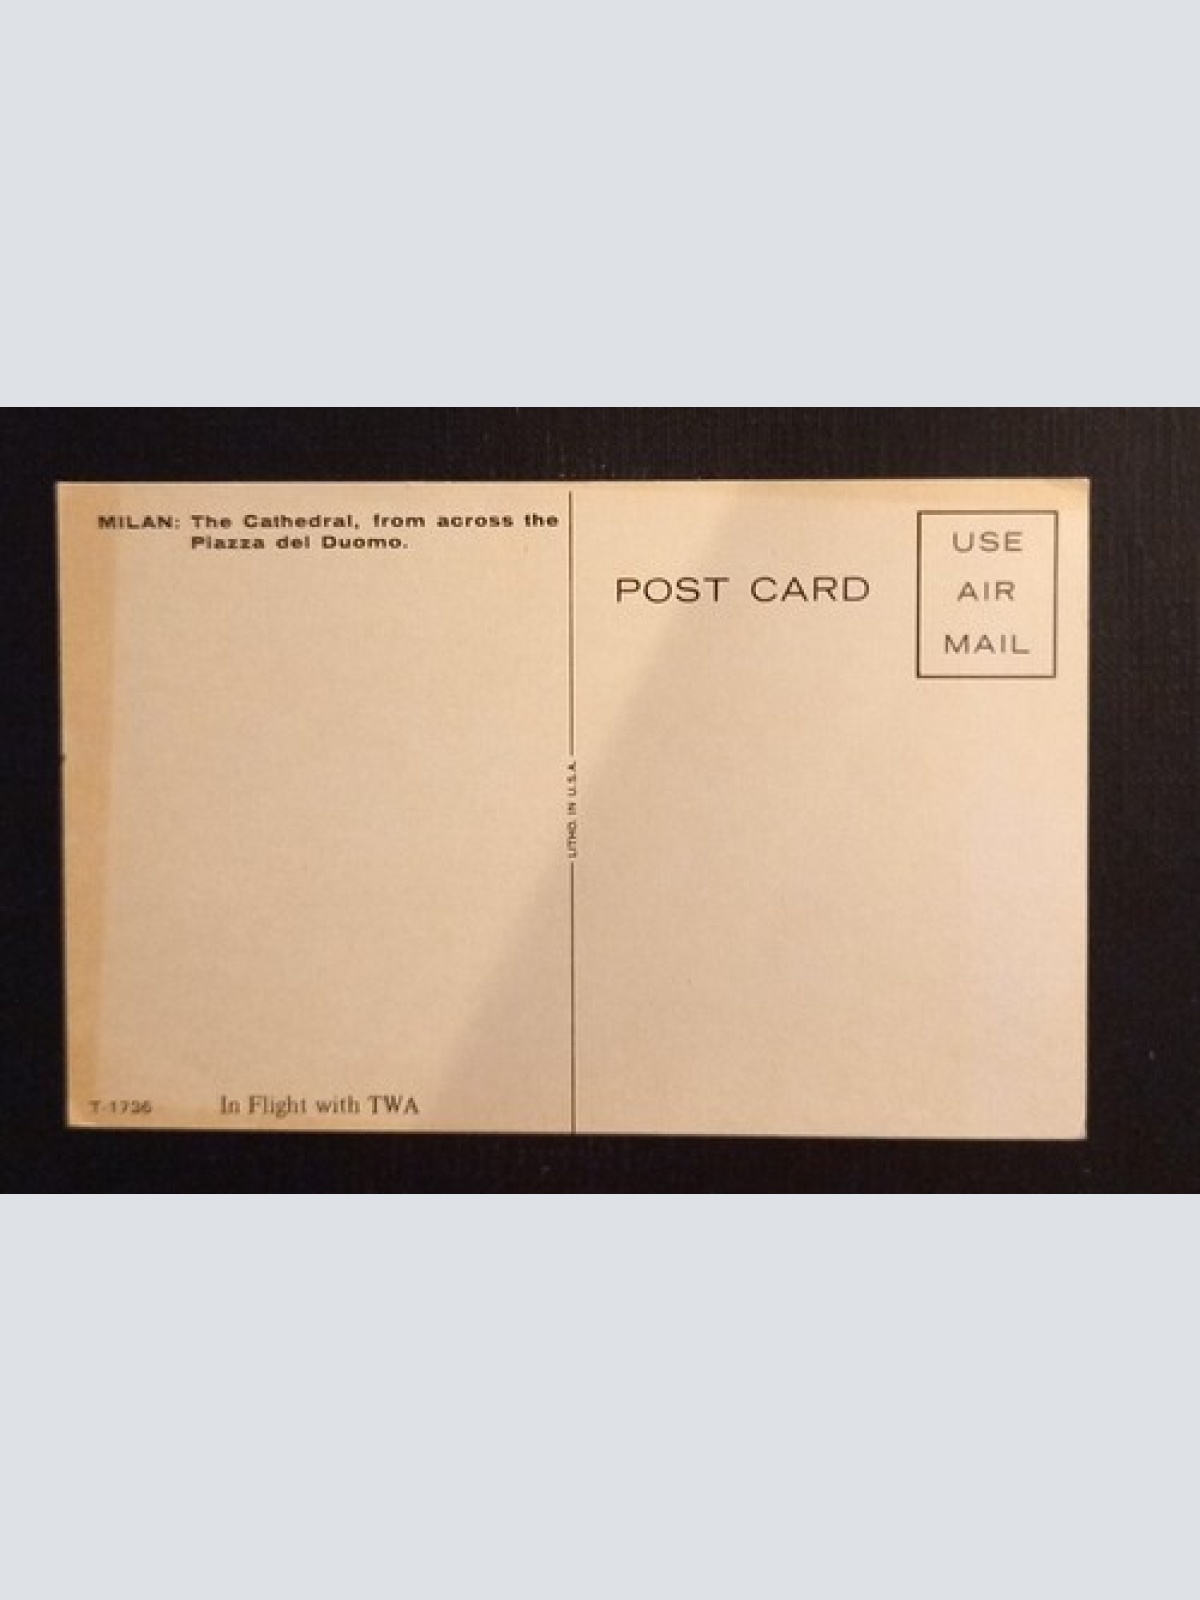 MILAN: The Cathedral, from across the
Piazza del Duomo.
POST CARD
USE
AIR
MAIL
LITHO. IN U.S.A.
T-1736
In Flight with TWA